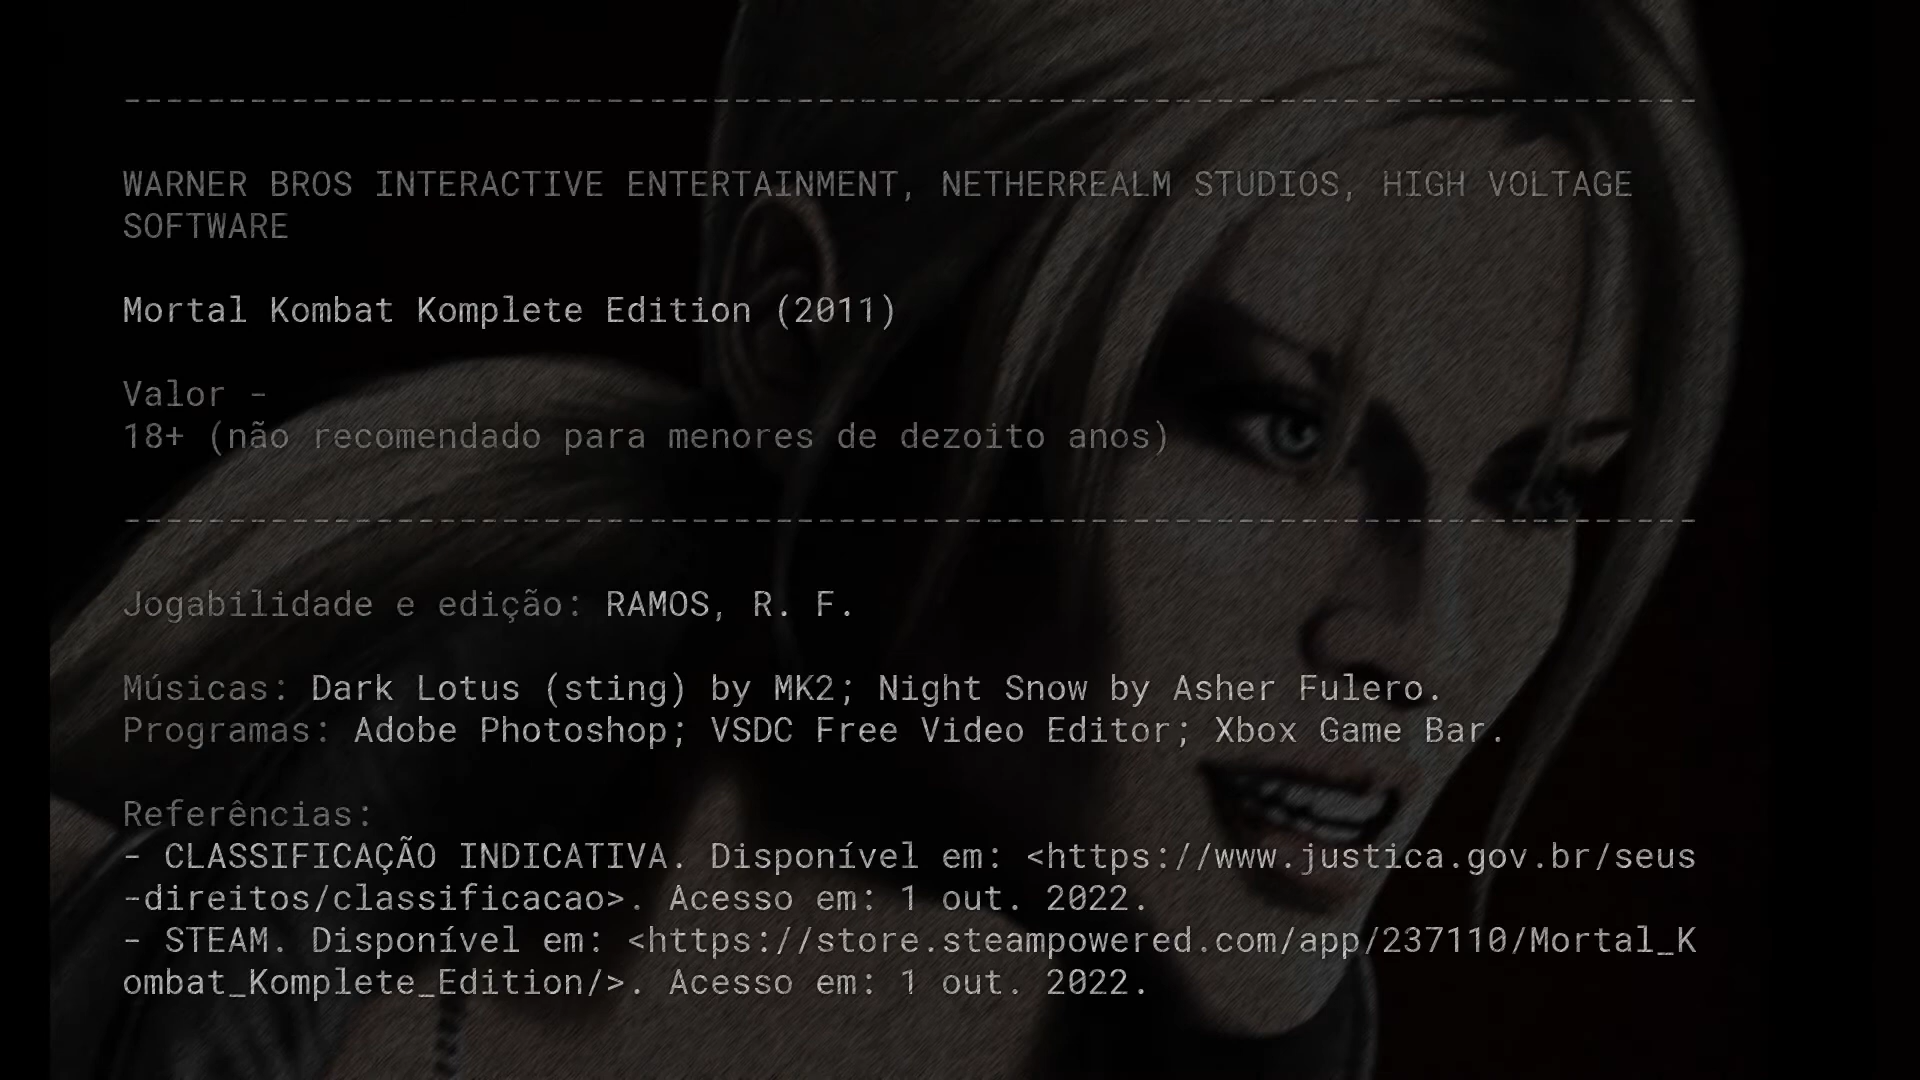 WARNER BROS INTERACTIVE ENTERTAINMENT, NETHERREALM STUDIOS, HIGH VOLTAGE
SOFTWARE
Mortal Kombat Komplete Edition (2011)
Valor -
18+ (não recomendado para menores de dezoito anos)
Jogabilidade e edição: RAMOS, R. F.
Músicas: Dark Lotus (sting) by MK2; Night Snow by Asher Fulero.
Programas: Adobe Photoshop; VSDC Free Video Editor; Xbox Game Bar.
Referências:
- CLASSIFICAÇÃO INDICATIVA. Disponível em: <https://www.justica.gov.br/seus
-direitos/classificacao>. Acesso em: 1 out. 2022.
- STEAM. Disponível em: <https://store.steampowered.com/app/237110/Mortal_K
ombat_Komplete_Edition/>. Acesso em: 1 out. 2022.